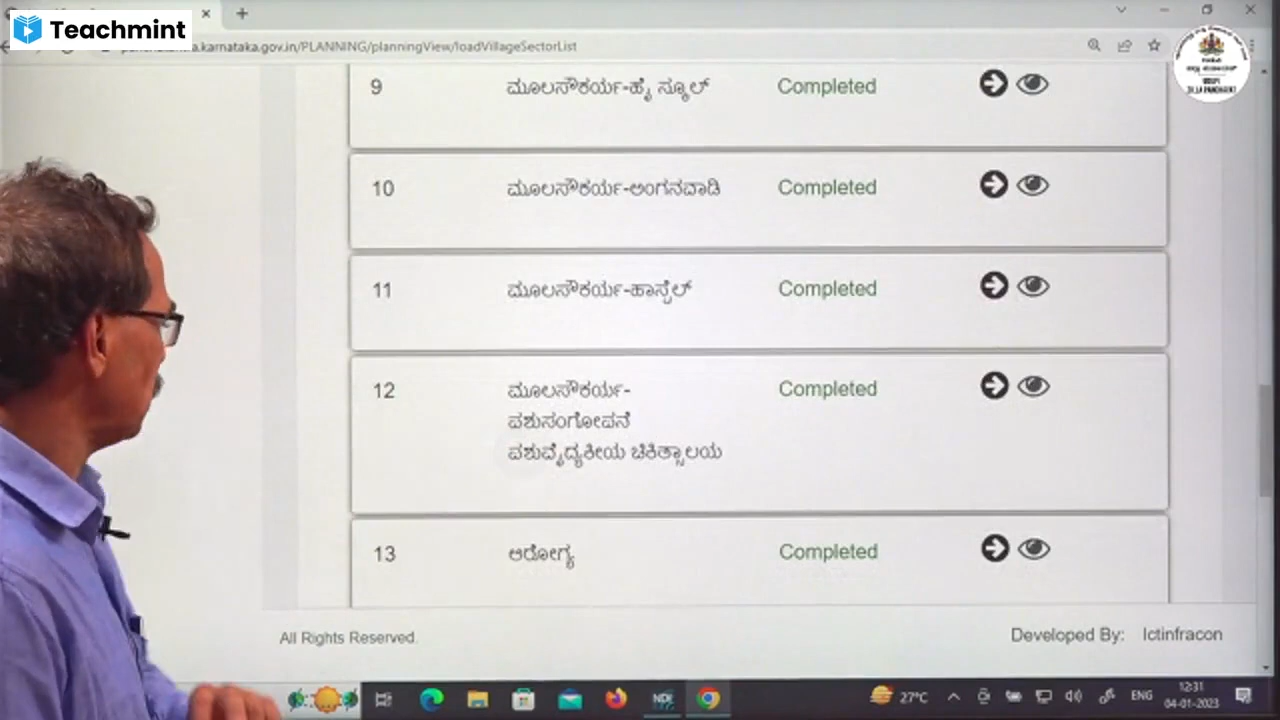 Teachmint
karnataka.gov.in/PLANNING/planningView/loadVillageSectorList
9 ಮೂಲಸೌಕರ್ಯ-ಹೈ ಸ್ಕೂಲ್ Completed
10 ಮೂಲಸೌಕರ್ಯ-ಅಂಗನವಾಡಿ Completed
11 ಮೂಲಸೌಕರ್ಯ-ಹಾಸ್ಟೆಲ್ Completed
12 ಮೂಲಸೌಕರ್ಯ- Completed
ಪಶುಸಂಗೋಪನೆ
ಪಶುವೈದ್ಯಕೀಯ ಚಿಕಿತ್ಸಾಲಯ
13 ಆರೋಗ್ಯ Completed
All Rights Reserved. Developed By: Ictinfracon
27°C ENG 12:31
04-01-2023